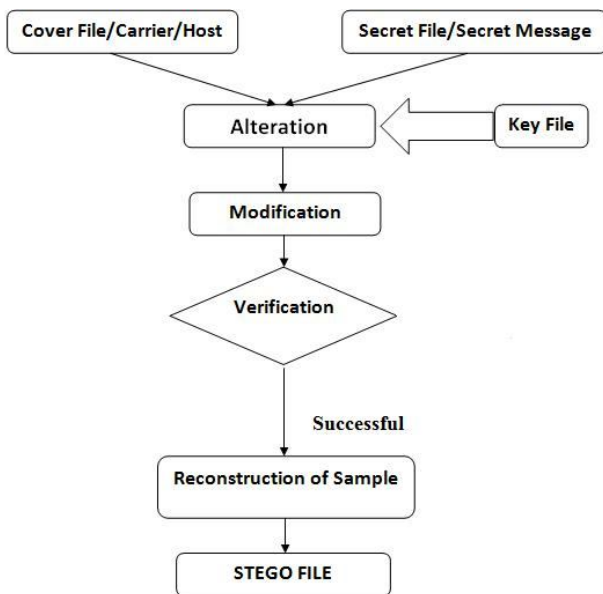 Cover File/Carrier/Host
Secret File/Secret Message
Alteration
Key File
Modification
Verification
Successful
Reconstruction of Sample
STEGO FILE